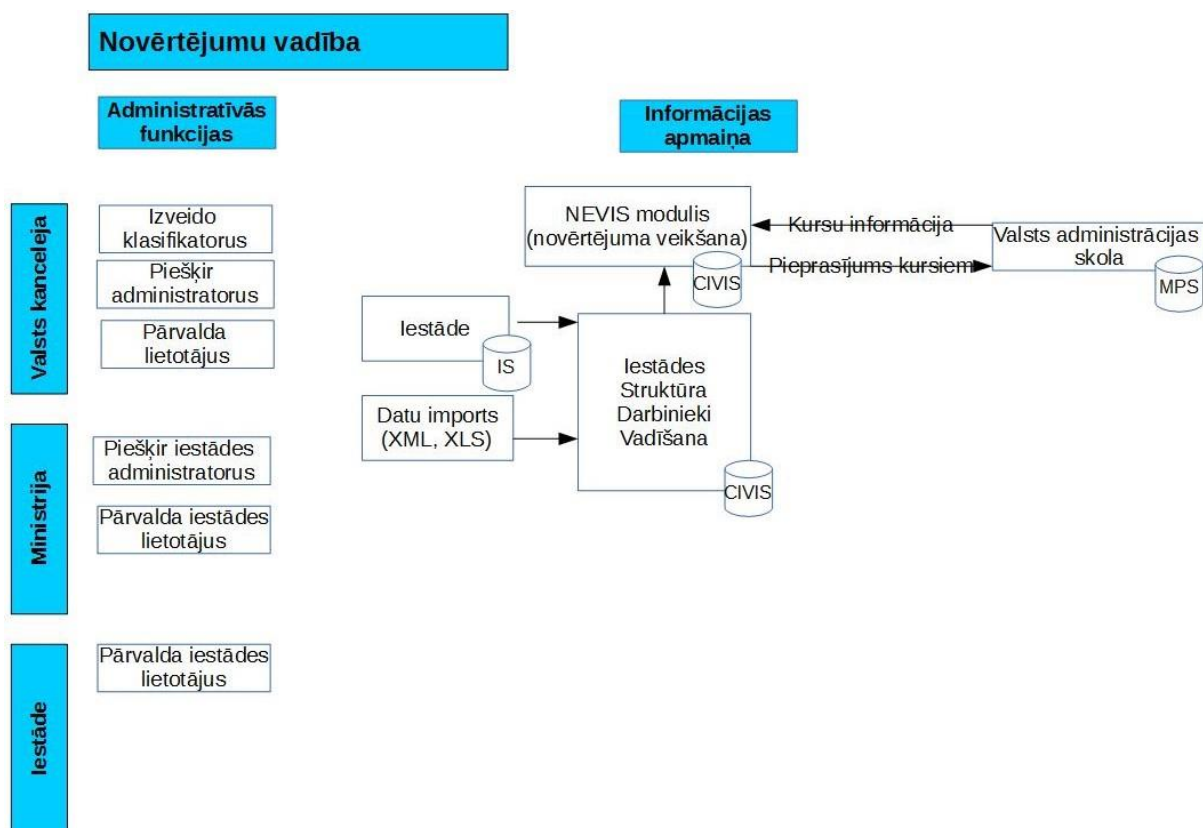 Novērtējumu vadība
Administratīvās
funkcijas
Informācijas
apmaiņa
Valsts kanceleja
Izveido
klasifikatorus
Piešķir
administratorus
Pārvalda
lietotājus
NEVIS modulis
(novērtējuma veikšana)
CIVIS
Kursu informācija
Pieprasījums kursiem
Valsts administrācijas
skola
MPS
Iestāde
IS
Datu imports
(XML, XLS)
Iestādes
Struktūra
Darbinieki
Vadīšana
CIVIS
Ministrija
Piešķir iestādes
administratorus
Pārvalda iestādes
lietotājus
Iestāde
Pārvalda iestādes
lietotājus